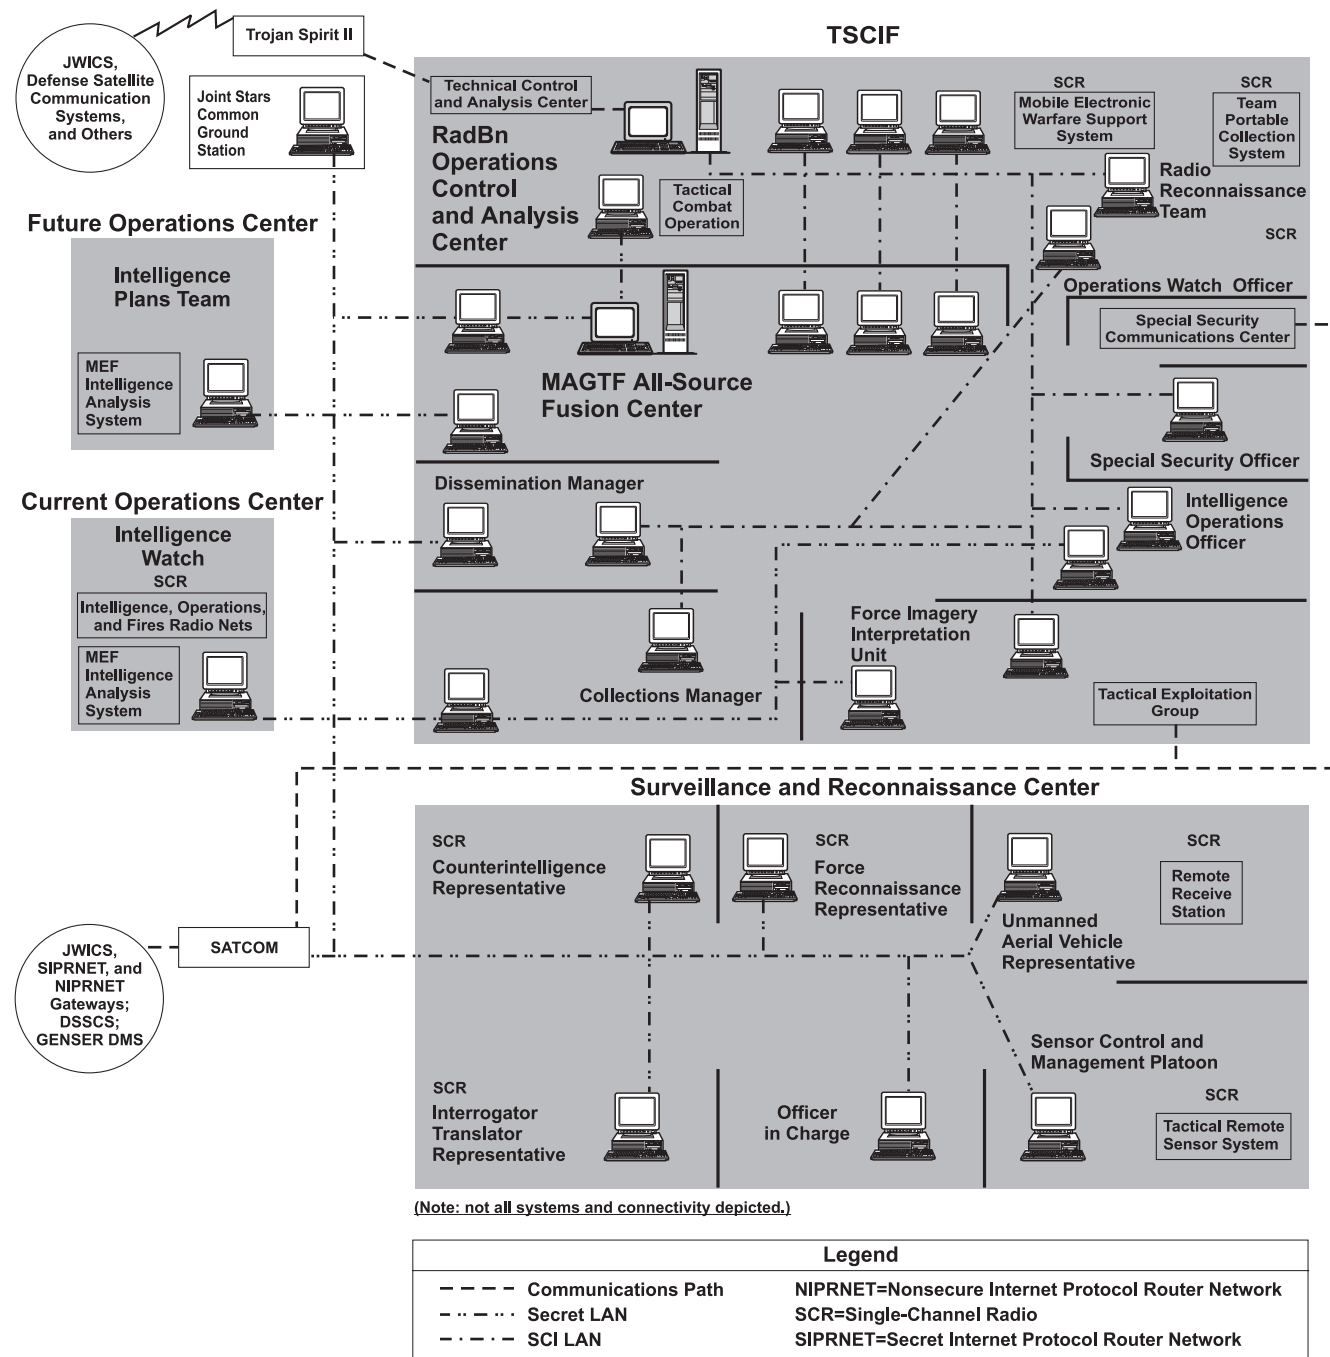 Trojan Spirit II
TSCIF
JWICS,
Defense Satellite
Communication
Systems,
and Others
Joint Stars
Common
Ground
Station
Technical Control
and Analysis Center
SCR
Mobile Electronic
Warfare Support
System
SCR
Team
Portable
Collection
System
RadBn
Operations
Control
and Analysis
Center
Tactical
Combat
Operation
Radio
Reconnaissance
Team
SCR
Future Operations Center
Intelligence
Plans Team
MEF
Intelligence
Analysis
System
Operations Watch Officer
Special Security
Communications Center
MAGTF All-Source
Fusion Center
Special Security Officer
Current Operations Center
Intelligence
Watch
SCR
Intelligence, Operations,
and Fires Radio Nets
MEF
Intelligence
Analysis
System
Dissemination Manager
Intelligence
Operations
Officer
Force Imagery
Interpretation
Unit
Collections Manager
Tactical Exploitation
Group
Surveillance and Reconnaissance Center
SCR
Counterintelligence
Representative
SCR
Force
Reconnaissance
Representative
Unmanned
Aerial Vehicle
Representative
SCR
Remote
Receive
Station
SATCOM
JWICS,
SIPRNET, and
NIPRNET
Gateways;
DSSCS;
GENSER DMS
SCR
Interrogator
Translator
Representative
Officer
in Charge
Sensor Control and
Management Platoon
SCR
Tactical Remote
Sensor System
(Note: not all systems and connectivity depicted.)
Legend
Communications Path
NIPRNET=Nonsecure Internet Protocol Router Network
Secret LAN
SCR=Single-Channel Radio
SCI LAN
SIPRNET=Secret Internet Protocol Router Network